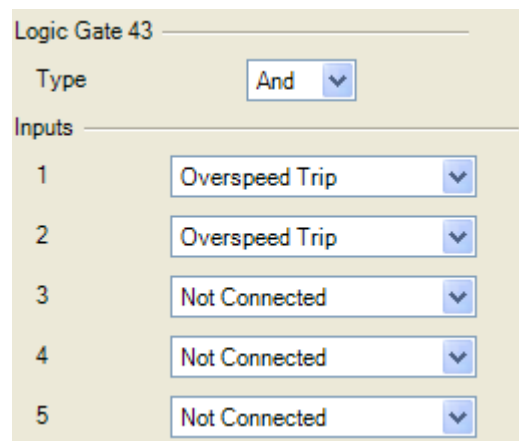 Logic Gate 43
Type And
Inputs
1 Overspeed Trip
2 Overspeed Trip
3 Not Connected
4 Not Connected
5 Not Connected